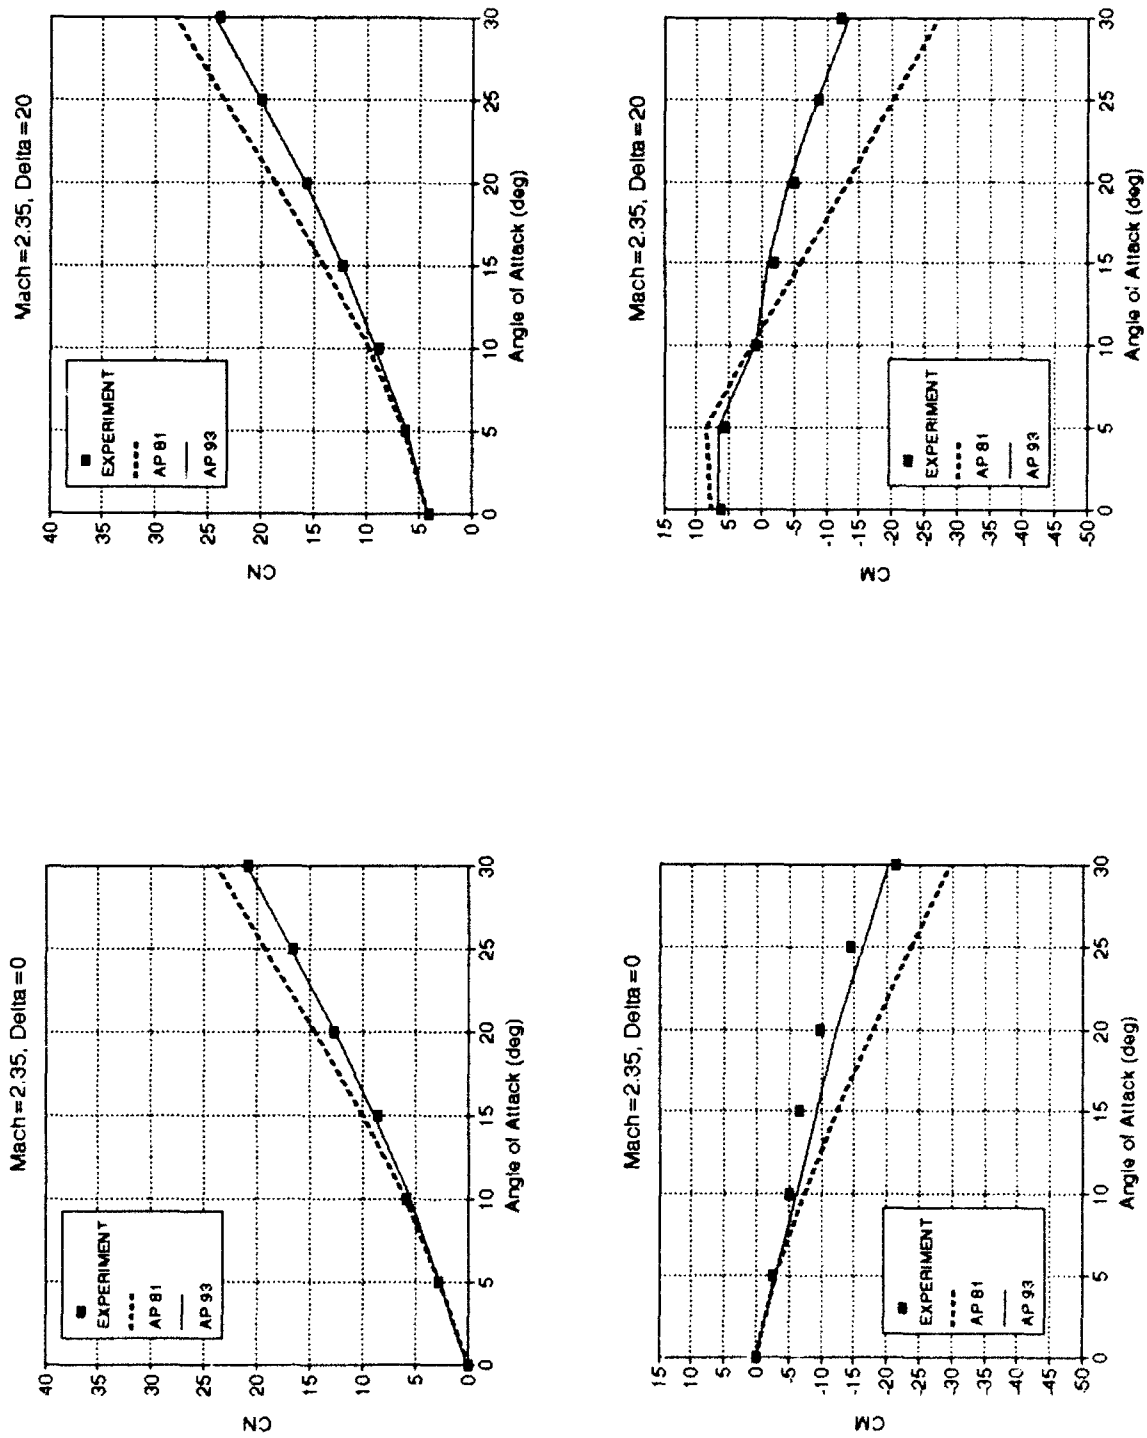 Mach=2.35, Delta=0
40
35
30
25
20
15
10
5
0
CN
EXPERIMENT
AP 81
AP 93
0 5 10 15 20 25 30
Angle of Attack (deg)
Mach=2.35, Delta=20
40
35
30
25
20
15
10
5
0
CN
EXPERIMENT
AP 81
AP 93
0 5 10 15 20 25 30
Angle of Attack (deg)
Mach=2.35, Delta=0
15
10
5
0
-5
-10
-15
-20
-25
-30
-35
-40
-45
-50
CM
EXPERIMENT
AP 81
AP 93
0 5 10 15 20 25 30
Angle of Attack (deg)
Mach=2.35, Delta=20
15
10
5
0
-5
-10
-15
-20
-25
-30
-35
-40
-45
-50
CM
EXPERIMENT
AP 81
AP 93
0 5 10 15 20 25 30
Angle of Attack (deg)